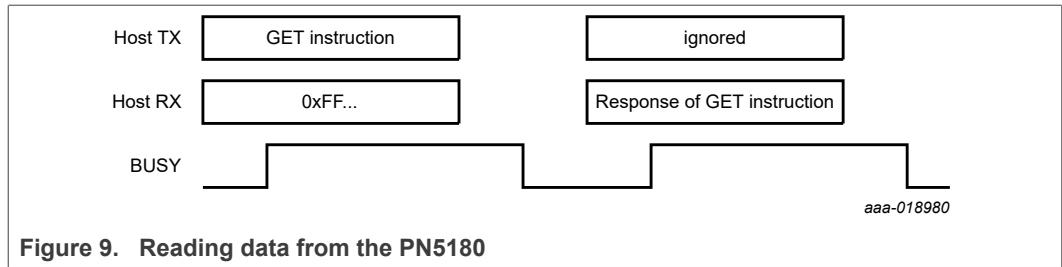 Host TX GET instruction ignored
Host RX 0xFF... Response of GET instruction
BUSY
aaa-018980
Figure 9. Reading data from the PN5180